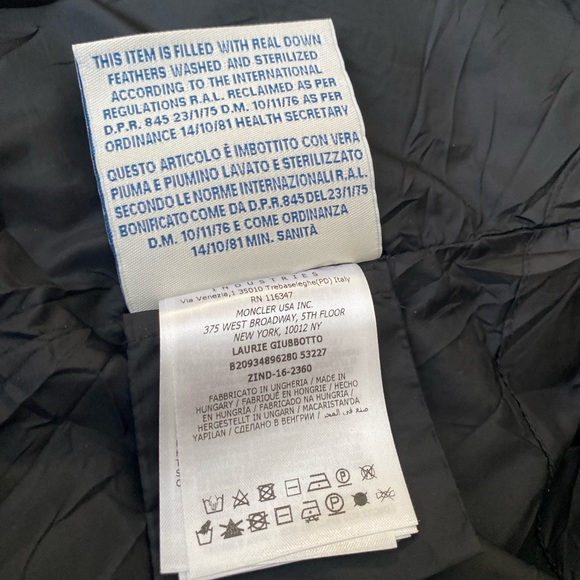 THIS ITEM IS FILLED WITH REAL DOWN
FEATHERS WASHED AND STERILIZED
ACCORDING TO THE INTERNATIONAL
REGULATIONS R.A.L. RECLAIMED AS PER
D.P.R. 845 23/1/75 D.M. 10/11/76 AS PER
ORDINANCE 14/10/81 HEALTH SECRETARY
QUESTO ARTICOLO È IMBOTTITO CON VERA
PIUMA E PIUMINO LAVATO E STERILIZZATO
SECONDO LE NORME INTERNAZIONALI R.A.L.
BONIFICATO COME DA D.P.R. 845 DEL 23/1/75
D.M. 10/11/76 E COME ORDINANZA
14/10/81 MIN. SANITÀ
INDUSTRIES
Via Venezia,1 35010 Trebaseleghe(PD) Italy
RN 116347
MONCLER USA INC.
375 WEST BROADWAY, 5TH FLOOR
NEW YORK, 10012 NY
LAURIE GIUBBOTTO
B20934896280 53227
ZIND-16-2360
FABBRICATO IN UNGHERIA / MADE IN
HUNGARY / FABRIQUÉ EN HONGRIE / HECHO
EN HUNGRÍA / FABRICADO NA HUNGRIA /
HERGESTELLT IN UNGARN / MACARISTAN'DA
YAPILAN / СДЕЛАНО В ВЕНГРИИ / صنع في المجر